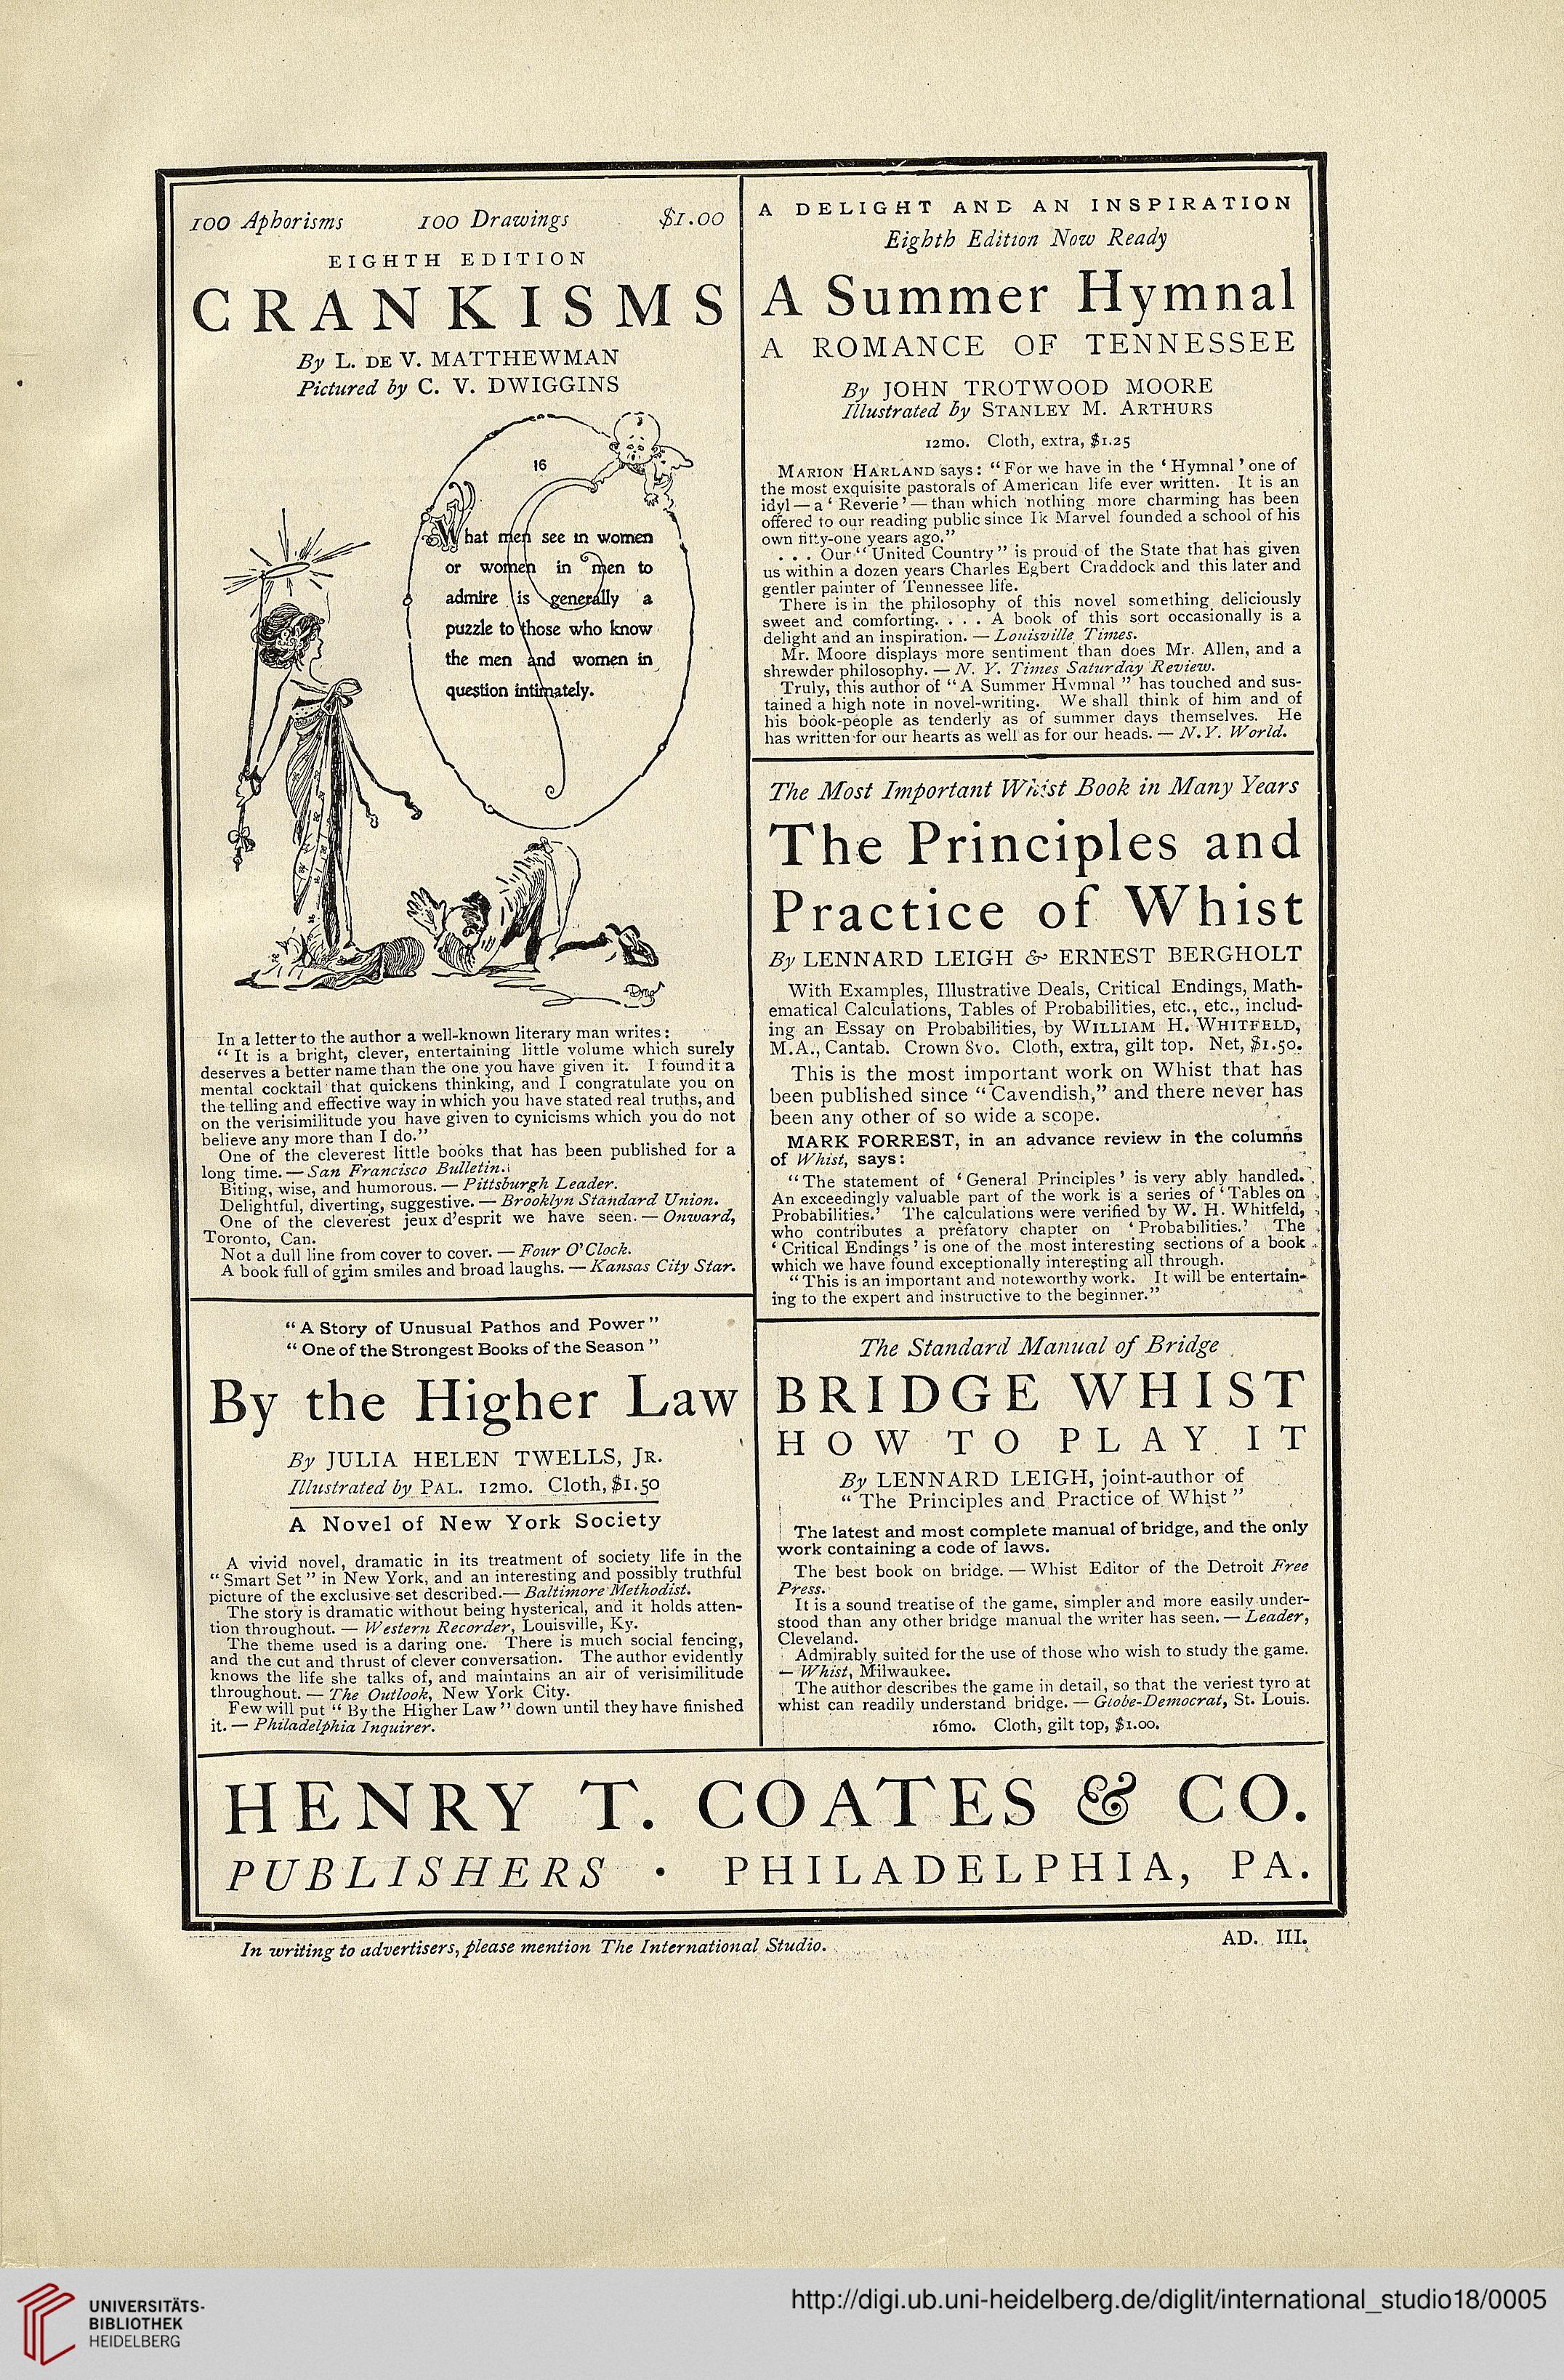 100 Aphorisms 100 Drawings $1.00
EIGHTH EDITION
CRANKISMS
By L. DE V. MATTHEWMAN
Pictured by C. V. DWIGGINS
16
What men see in women
or women in men to
admire is generally a
puzzle to those who know
the men and women in
question intimately.
Dwig
In a letter to the author a well-known literary man writes:
“It is a bright, clever, entertaining little volume which surely
deserves a better name than the one you have given it. I found it a
mental cocktail that quickens thinking, and I congratulate you on
the telling and effective way in which you have stated real truths, and
on the verisimilitude you have given to cynicisms which you do not
believe any more than I do.”
One of the cleverest little books that has been published for a
long time. — San Francisco Bulletin.
Biting, wise, and humorous. — Pittsburgh Leader.
Delightful, diverting, suggestive. — Brooklyn Standard Union.
One of the cleverest jeux d’esprit we have seen. — Onward,
Toronto, Can.
Not a dull line from cover to cover. — Four O’Clock.
A book full of grim smiles and broad laughs. — Kansas City Star.
“A Story of Unusual Pathos and Power”
“One of the Strongest Books of the Season”
By the Higher Law
By JULIA HELEN TWELLS, JR.
Illustrated by PAL. 12mo. Cloth, $1.50
A Novel of New York Society
A vivid novel, dramatic in its treatment of society life in the
“Smart Set” in New York, and an interesting and possibly truthful
picture of the exclusive set described.— Baltimore Methodist.
The story is dramatic without being hysterical, and it holds atten-
tion throughout. — Western Recorder, Louisville, Ky.
The theme used is a daring one. There is much social fencing,
and the cut and thrust of clever conversation. The author evidently
knows the life she talks of, and maintains an air of verisimilitude
throughout. — The Outlook, New York City.
Few will put “By the Higher Law” down until they have finished
it. — Philadelphia Inquirer.
A DELIGHT AND AN INSPIRATION
Eighth Edition Now Ready
A Summer Hymnal
A ROMANCE OF TENNESSEE
By JOHN TROTWOOD MOORE
Illustrated by STANLEY M. ARTHURS
12mo. Cloth, extra, $1.25
MARION HARLAND says: “For we have in the ‘Hymnal’ one of
the most exquisite pastorals of American life ever written. It is an
idyl — a ‘Reverie’ — than which nothing more charming has been
offered to our reading public since Ik Marvel founded a school of his
own fifty-one years ago.”
. . . Our “United Country” is proud of the State that has given
us within a dozen years Charles Egbert Craddock and this later and
gentler painter of Tennessee life.
There is in the philosophy of this novel something deliciously
sweet and comforting. . . . A book of this sort occasionally is a
delight and an inspiration. — Louisville Times.
Mr. Moore displays more sentiment than does Mr. Allen, and a
shrewder philosophy. — N. Y. Times Saturday Review.
Truly, this author of “A Summer Hymnal” has touched and sus-
tained a high note in novel-writing. We shall think of him and of
his book-people as tenderly as of summer days themselves. He
has written for our hearts as well as for our heads. — N.Y. World.
The Most Important Whist Book in Many Years
The Principles and
Practice of Whist
By LENNARD LEIGH & ERNEST BERGHOLT
With Examples, Illustrative Deals, Critical Endings, Math-
ematical Calculations, Tables of Probabilities, etc., etc., includ-
ing an Essay on Probabilities, by WILLIAM H. WHITFELD,
M.A., Cantab. Crown 8vo. Cloth, extra, gilt top. Net, $1.50.
This is the most important work on Whist that has
been published since “Cavendish,” and there never has
been any other of so wide a scope.
MARK FORREST, in an advance review in the columns
of Whist, says:
“The statement of ‘General Principles’ is very ably handled.
An exceedingly valuable part of the work is a series of ‘Tables on
Probabilities.’ The calculations were verified by W. H. Whitfeld,
who contributes a prefatory chapter on ‘Probabilities.’ The
‘Critical Endings’ is one of the most interesting sections of a book
which we have found exceptionally interesting all through.
“This is an important and noteworthy work. It will be entertain-
ing to the expert and instructive to the beginner.”
The Standard Manual of Bridge
BRIDGE WHIST
HOW TO PLAY IT
By LENNARD LEIGH, joint-author of
“The Principles and Practice of Whist”
The latest and most complete manual of bridge, and the only
work containing a code of laws.
The best book on bridge. — Whist Editor of the Detroit Free
Press.
It is a sound treatise of the game, simpler and more easily under-
stood than any other bridge manual the writer has seen. — Leader,
Cleveland.
Admirably suited for the use of those who wish to study the game.
— Whist, Milwaukee.
The author describes the game in detail, so that the veriest tyro at
whist can readily understand bridge. — Globe-Democrat, St. Louis.
16mo. Cloth, gilt top, $1.00.
HENRY T. COATES & CO.
PUBLISHERS · PHILADELPHIA, PA.
In writing to advertisers, please mention The International Studio.
AD. III.
UNIVERSITÄTS-
BIBLIOTHEK
HEIDELBERG
http://digi.ub.uni-heidelberg.de/diglit/international_studio18/0005